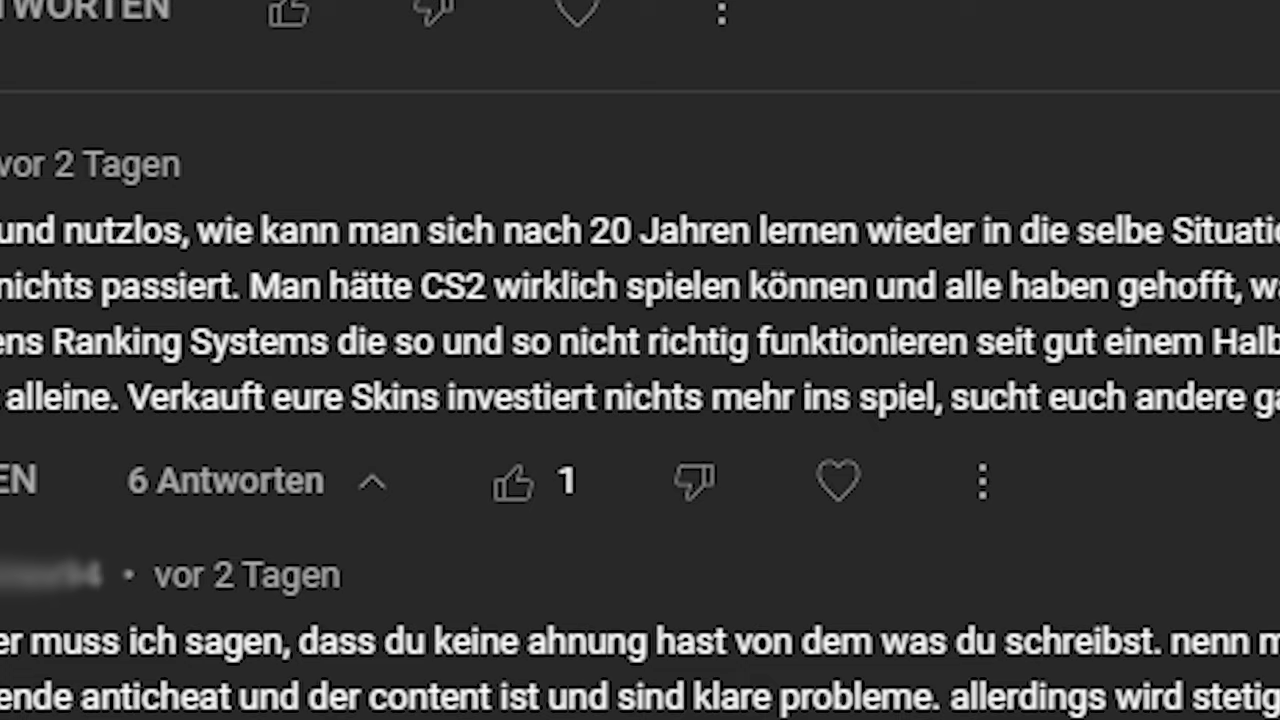 TWORTEN
vor 2 Tagen
und nutzlos, wie kann man sich nach 20 Jahren lernen wieder in die selbe Situatio
nichts passiert. Man hätte CS2 wirklich spielen können und alle haben gehofft, wa
ens Ranking Systems die so und so nicht richtig funktionieren seit gut einem Halb
alleine. Verkauft eure Skins investiert nichts mehr ins spiel, sucht euch andere ga
EN 6 Antworten 1
• vor 2 Tagen
er muss ich sagen, dass du keine ahnung hast von dem was du schreibst. nenn m
ende anticheat und der content ist und sind klare probleme. allerdings wird stetig